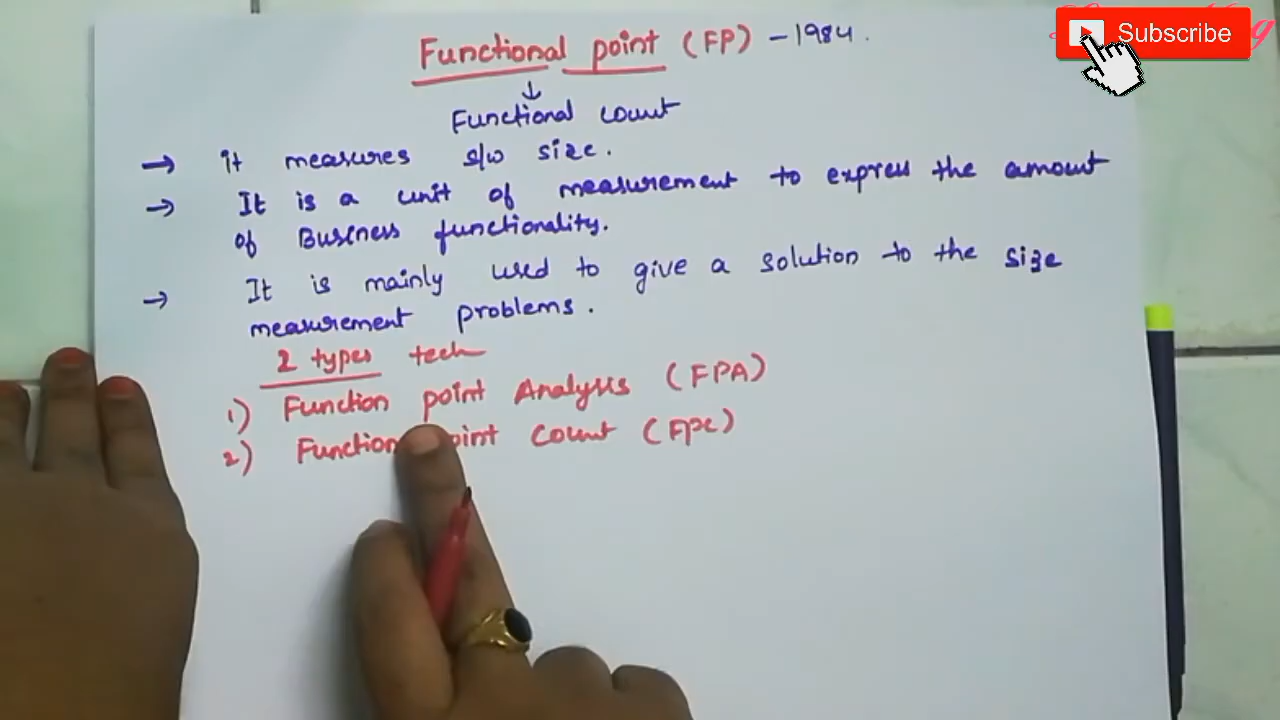 Functional point (FP) - 1984.
↓
Functional count
→ it measures s/w size.
→ It is a unit of measurement to express the amount
of Business functionality.
→ It is mainly used to give a solution to the size
measurement problems.
2 types tech
1) Function point Analysis (FPA)
2) Function point Count (FPC)
Subscribe